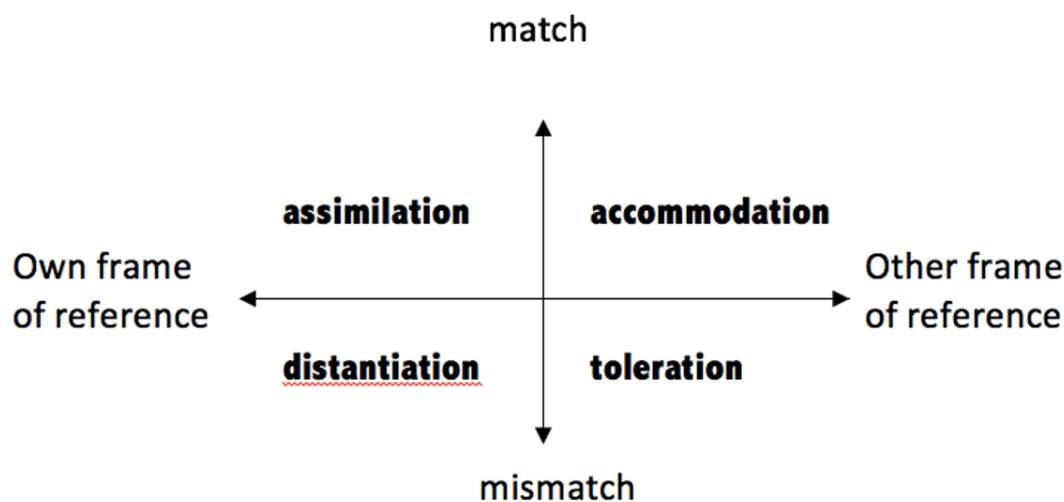 match
assimilation
accommodation
Own frame
of reference
Other frame
of reference
distantiation
toleration
mismatch